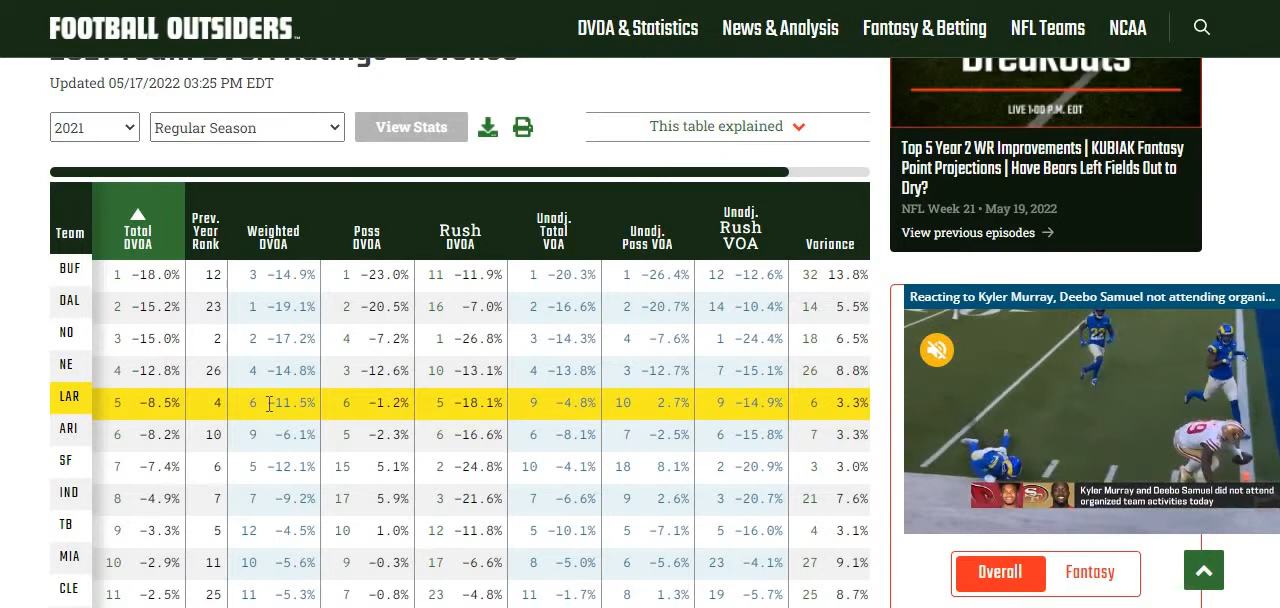 FOOTBALL OUTSIDERS
DVOA & Statistics News & Analysis Fantasy & Betting NFL Teams NCAA
2021 Team DVOA Ratings Defense
Updated 05/17/2022 03:25 PM EDT
2021 Regular Season View Stats This table explained
Team Total DVOA Prev. Year Rank Weighted DVOA Pass DVOA Rush DVOA Unadj. Total VOA Unadj. Pass VOA Unadj. Rush VOA Variance
BUF 1 -18.0% 12 3 -14.9% 1 -23.0% 11 -11.9% 1 -20.3% 1 -26.4% 12 -12.6% 32 13.8%
DAL 2 -15.2% 23 1 -19.1% 2 -20.5% 16 -7.0% 2 -16.6% 2 -20.7% 14 -10.4% 14 5.5%
NO 3 -15.0% 2 2 -17.2% 4 -7.2% 1 -26.8% 3 -14.3% 4 -7.6% 1 -24.4% 18 6.5%
NE 4 -12.8% 26 4 -14.8% 3 -12.6% 10 -13.1% 4 -13.8% 3 -12.7% 7 -15.1% 26 8.8%
LAR 5 -8.5% 4 6 -11.5% 6 -1.2% 5 -18.1% 9 -4.8% 10 2.7% 9 -14.9% 6 3.3%
ARI 6 -8.2% 10 9 -6.1% 5 -2.3% 6 -16.6% 6 -8.1% 7 -2.5% 6 -15.8% 7 3.3%
SF 7 -7.4% 6 5 -12.1% 15 5.1% 2 -24.8% 10 -4.1% 18 8.1% 2 -20.9% 3 3.0%
IND 8 -4.9% 7 7 -9.2% 17 5.9% 3 -21.6% 7 -6.6% 9 2.6% 3 -20.7% 21 7.6%
TB 9 -3.3% 5 12 -4.5% 10 1.0% 12 -11.8% 5 -10.1% 5 -7.1% 5 -16.0% 4 3.1%
MIA 10 -2.9% 11 10 -5.6% 9 -0.3% 17 -6.6% 8 -5.0% 6 -5.6% 23 -4.1% 27 9.1%
CLE 11 -2.5% 25 11 -5.3% 7 -0.8% 23 -4.8% 11 -1.7% 8 1.3% 19 -5.7% 25 8.7%
Breakouts
LIVE 1:00 P.M. EDT
Top 5 Year 2 WR Improvements | KUBIAK Fantasy
Point Projections | Have Bears Left Fields Out to
Dry?
NFL Week 21 • May 19, 2022
View previous episodes
Reacting to Kyler Murray, Deebo Samuel not attending organi...
22
Kyler Murray and Deebo Samuel did not attend
organized team activities today
Overall Fantasy